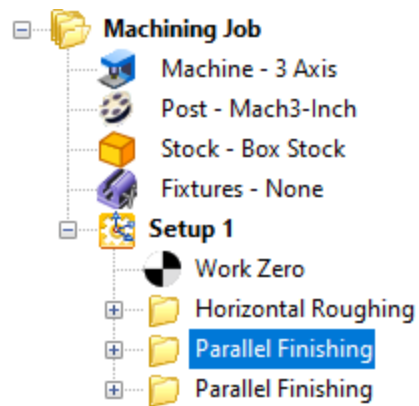 Machining Job
Machine - 3 Axis
Post - Mach3-Inch
Stock - Box Stock
Fixtures - None
Setup 1
Work Zero
Horizontal Roughing
Parallel Finishing
Parallel Finishing